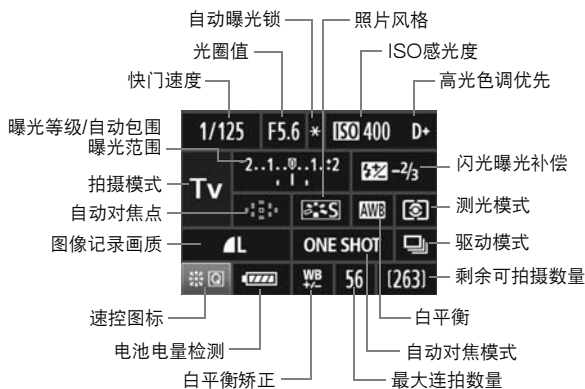 自动曝光锁 照片风格
光圈值 ISO感光度
快门速度 高光色调优先
1/125 F5.6 * ISO 400 D+
曝光等级/自动包围
曝光范围
-2..1..0..1.:2
-2/3 闪光曝光补偿
拍摄模式 Tv
自动对焦点 S AWB 测光模式
图像记录画质 L ONE SHOT 驱动模式
Q WB +/- 56 [263] 剩余可拍摄数量
速控图标 白平衡
电池电量检测 自动对焦模式
白平衡矫正 最大连拍数量